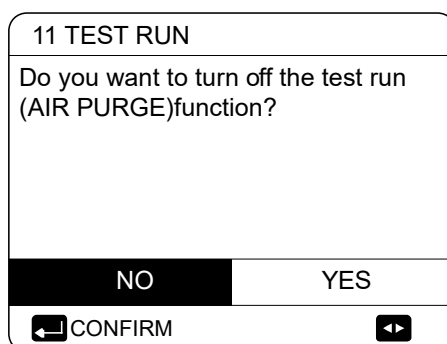 11 TEST RUN
Do you want to turn off the test run
(AIR PURGE)function?
NO YES
CONFIRM